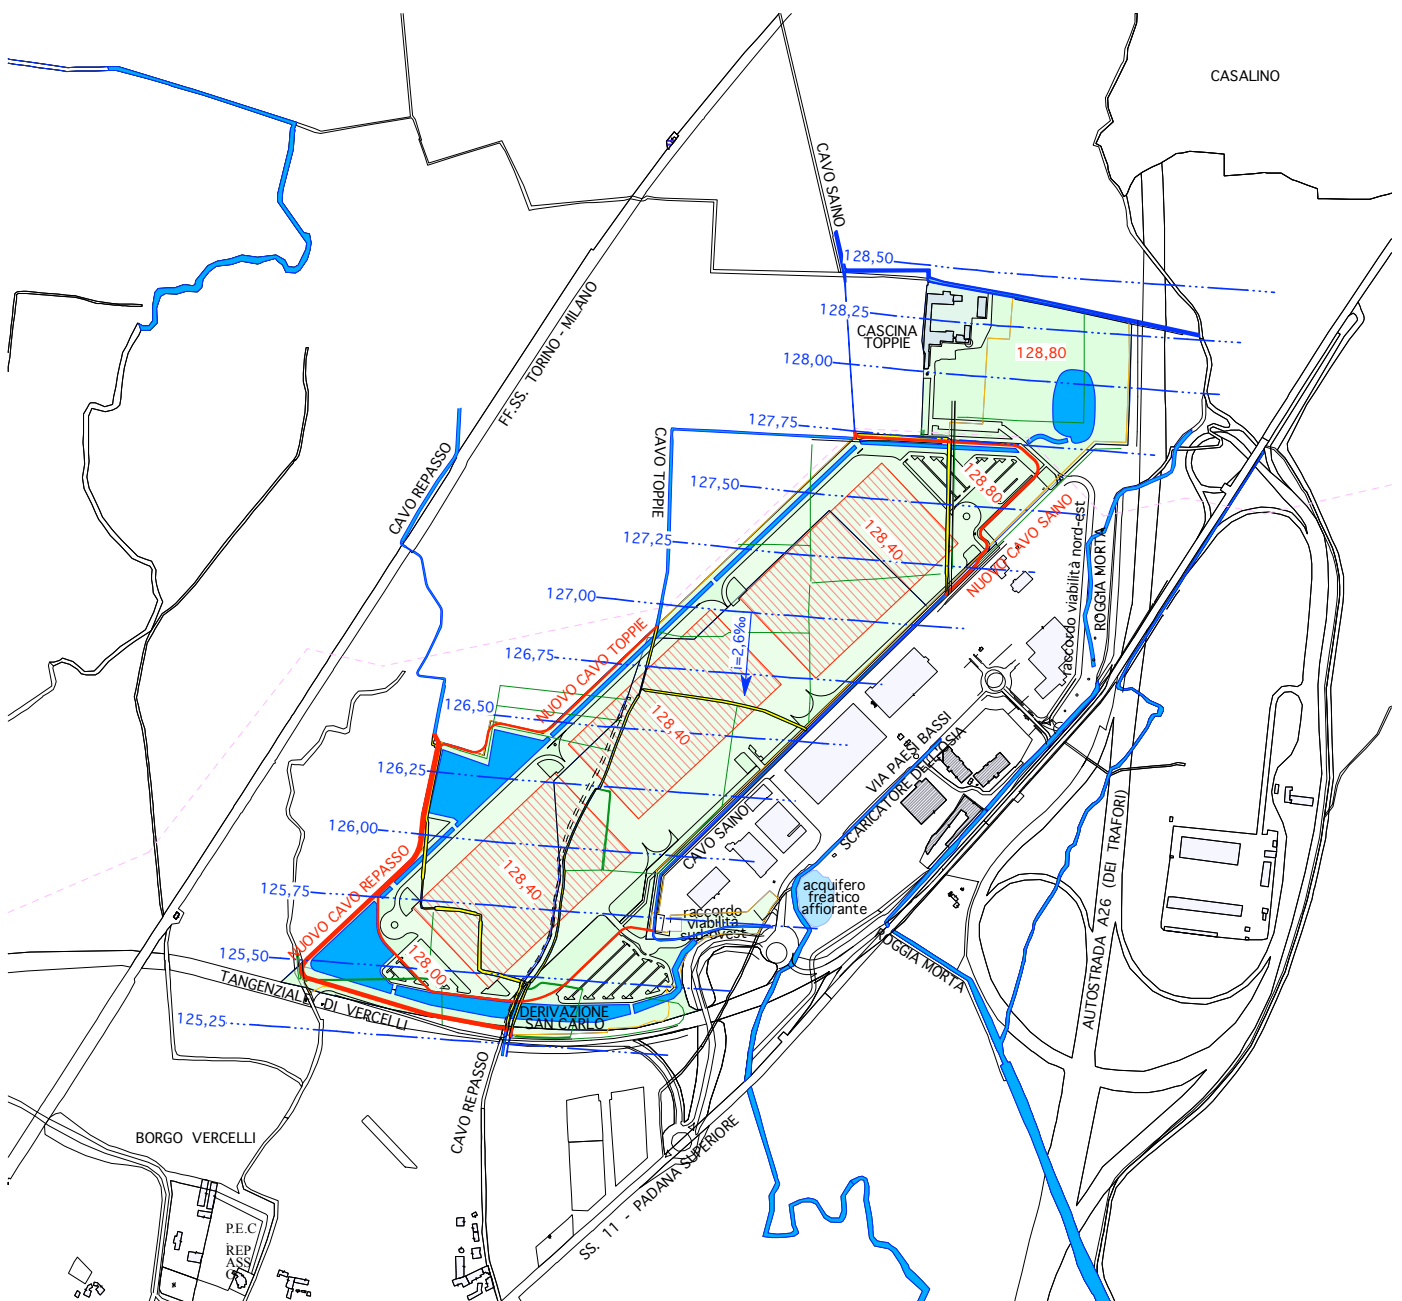 CASALINO
CAVO SAINO
128,50
128,25
CASCINA
TOPPIE
128,80
128,00
FF.SS. TORINO - MILANO
127,75
CAVO TOPPIE
CAVO REPASSO
127,50
128,80
NUOVO CAVO SAINO
raccordo viabilità nord-est
ROGGIA MORTA
127,25
128,40
127,00
NUOVO CAVO TOPPIE
i=2,6‰
126,75
126,50
128,40
VIA PAESI BASSI
SCARICATORE DELL'OSIA
126,25
CAVO SAINO
126,00
AUTOSTRADA A26 (DEI TRAFORI)
NUOVO CAVO REPASSO
128,40
125,75
acquifero
freatico
affiorante
raccordo
viabilità
sud-ovest
ROGGIA MORTA
125,50
128,00
TANGENZIALE DI VERCELLI
DERIVAZIONE
SAN CARLO
125,25
CAVO REPASSO
BORGO VERCELLI
SS. 11 - PADANA SUPERIORE
P.E.C
REP
ASS
O